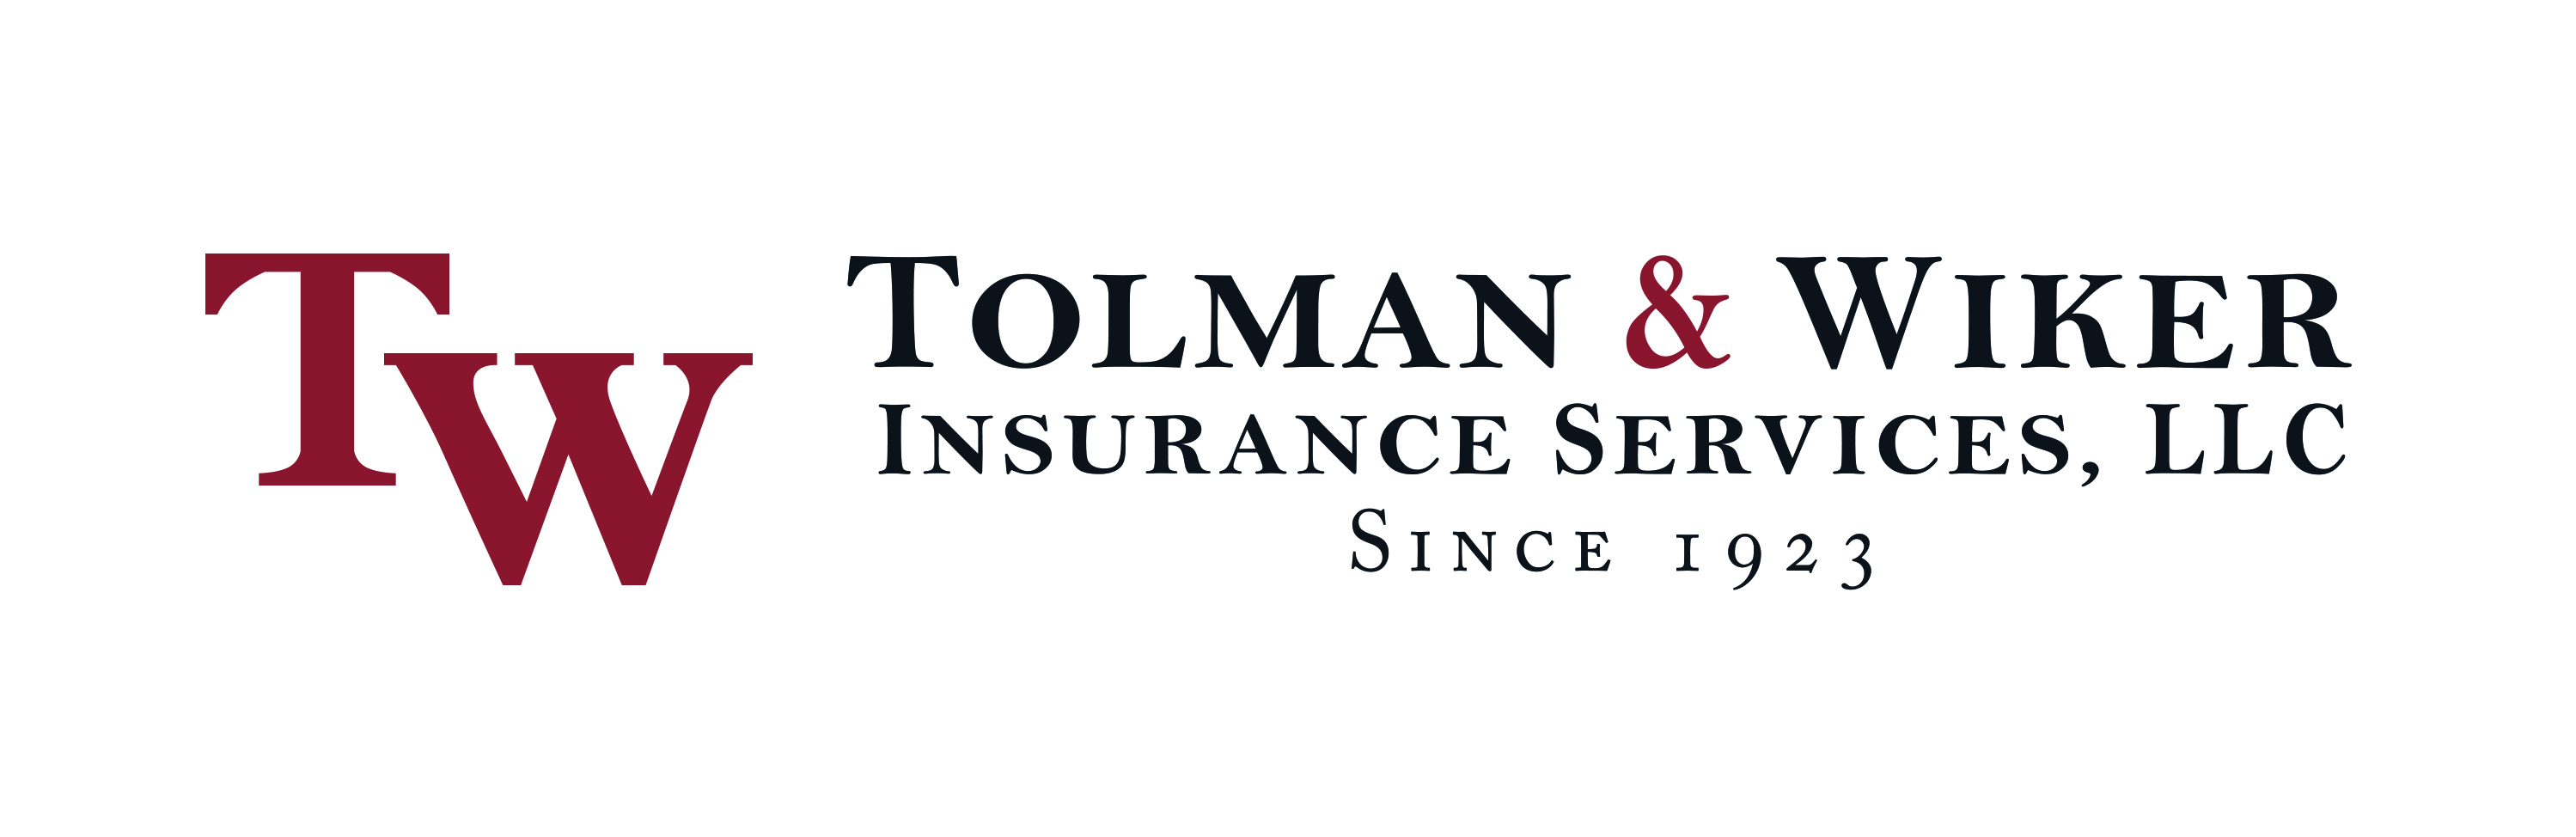 TW
TOLMAN & WIKER
INSURANCE SERVICES, LLC
SINCE 1923